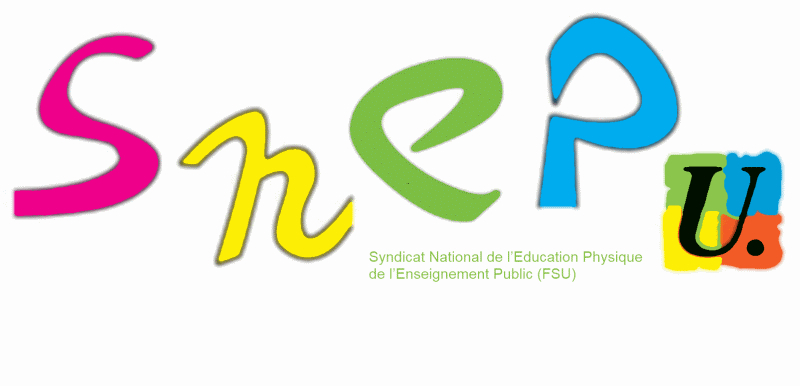 Snep
U.
Syndicat National de l’Education Physique
de l’Enseignement Public (FSU)